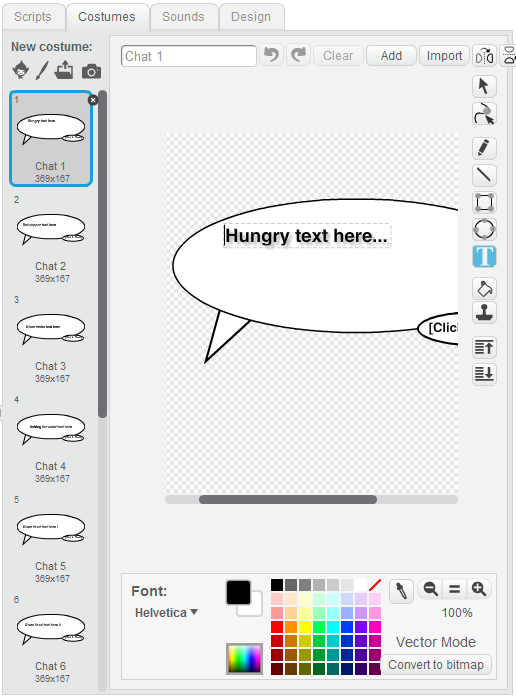 Scripts Costumes Sounds Design
New costume:
Chat 1 Clear Add Import
1
Hungry text here
Chat 1
369x167
2
Chat 2
369x167
3
Chat 3
369x167
4
Chat 4
369x167
5
Chat 5
369x167
6
Chat 6
369x167
Hungry text here...
[Clic
T
Font:
Helvetica
100%
Vector Mode
Convert to bitmap